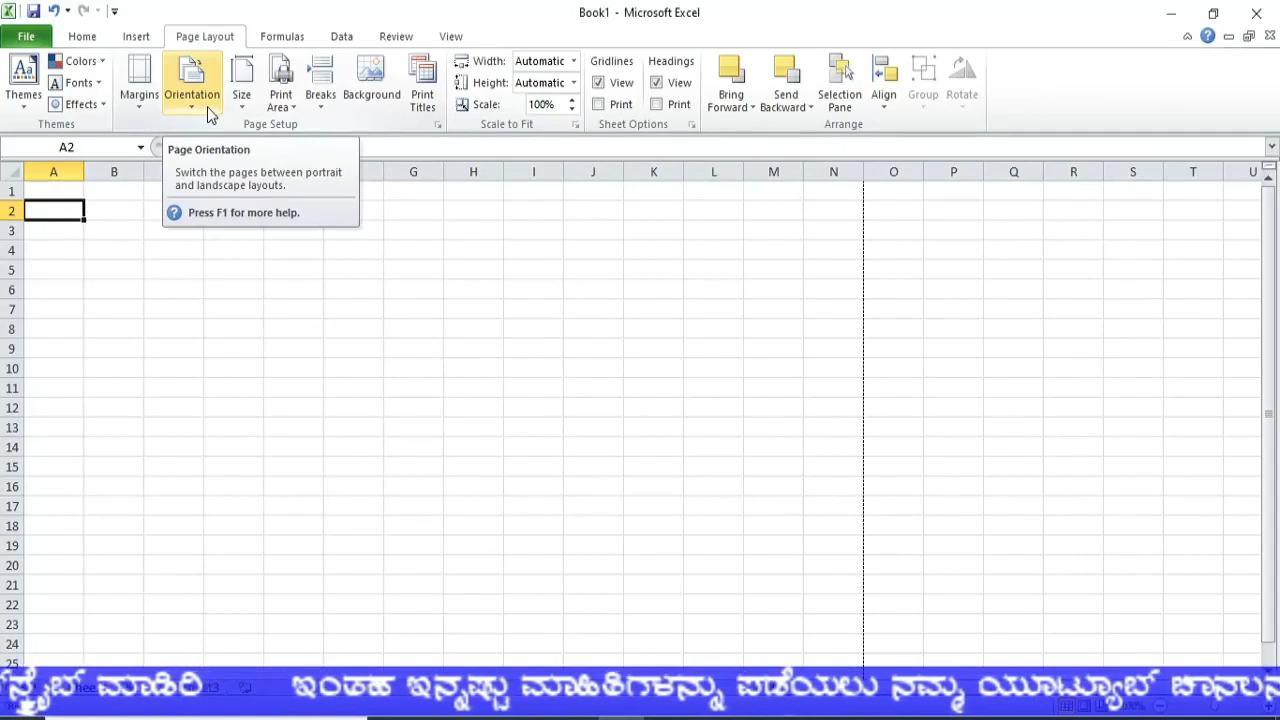 Book1 - Microsoft Excel
File Home Insert Page Layout Formulas Data Review View
Themes
Colors
Fonts
Effects
Themes
Margins
Orientation
Size
Print Area
Breaks
Background
Print Titles
Page Setup
Width: Automatic
Height: Automatic
Scale: 100%
Scale to Fit
Gridlines
View
Print
Headings
View
Print
Sheet Options
Bring Forward
Send Backward
Selection Pane
Align
Group
Rotate
Arrange
A2
Page Orientation
Switch the pages between portrait
and landscape layouts.
Press F1 for more help.
A B G H I J K L M N O P Q R S T U
1
2
3
4
5
6
7
8
9
10
11
12
13
14
15
16
17
18
19
20
21
22
23
24
25
ಮಾಡಿರಿ ಇಂತಹ ಇನ್ನಷ್ಟು ಮಾಹಿತಿಗಳನ್ನು ಪಡೆಯಲು ನನ್ನ ಯೂಟ್ಯೂಬ್